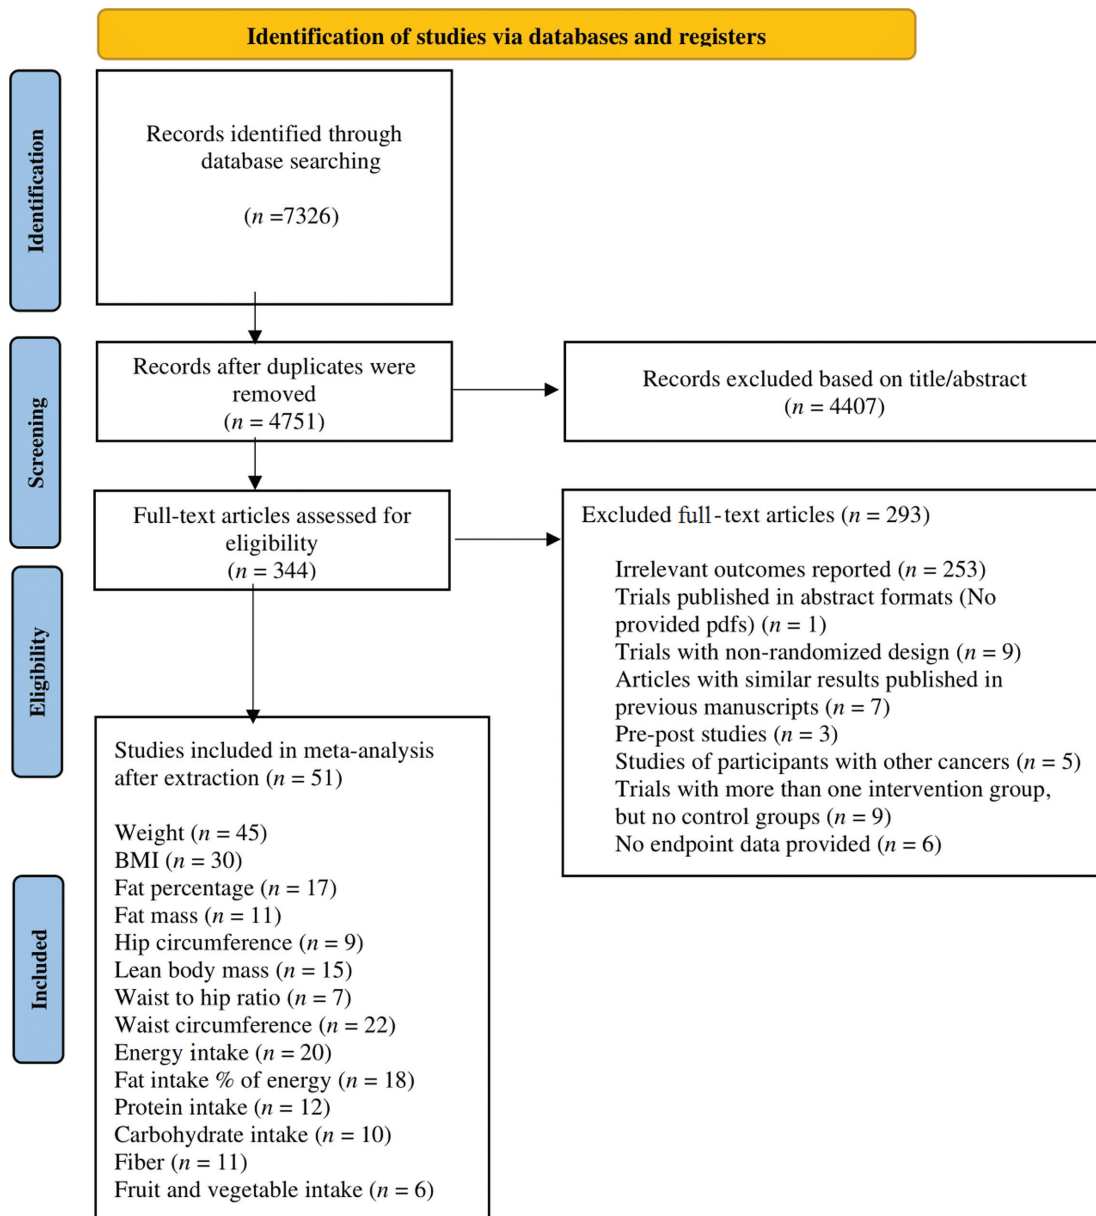 Identification of studies via databases and registers
Identification
Records identified through
database searching
(n =7326)
Screening
Records after duplicates were
removed
(n = 4751)
Records excluded based on title/abstract
(n = 4407)
Full-text articles assessed for
eligibility
(n = 344)
Excluded full-text articles (n = 293)
Irrelevant outcomes reported (n = 253)
Trials published in abstract formats (No
provided pdfs) (n = 1)
Trials with non-randomized design (n = 9)
Articles with similar results published in
previous manuscripts (n = 7)
Pre-post studies (n = 3)
Studies of participants with other cancers (n = 5)
Trials with more than one intervention group,
but no control groups (n = 9)
No endpoint data provided (n = 6)
Eligibility
Included
Studies included in meta-analysis
after extraction (n = 51)
Weight (n = 45)
BMI (n = 30)
Fat percentage (n = 17)
Fat mass (n = 11)
Hip circumference (n = 9)
Lean body mass (n = 15)
Waist to hip ratio (n = 7)
Waist circumference (n = 22)
Energy intake (n = 20)
Fat intake % of energy (n = 18)
Protein intake (n = 12)
Carbohydrate intake (n = 10)
Fiber (n = 11)
Fruit and vegetable intake (n = 6)